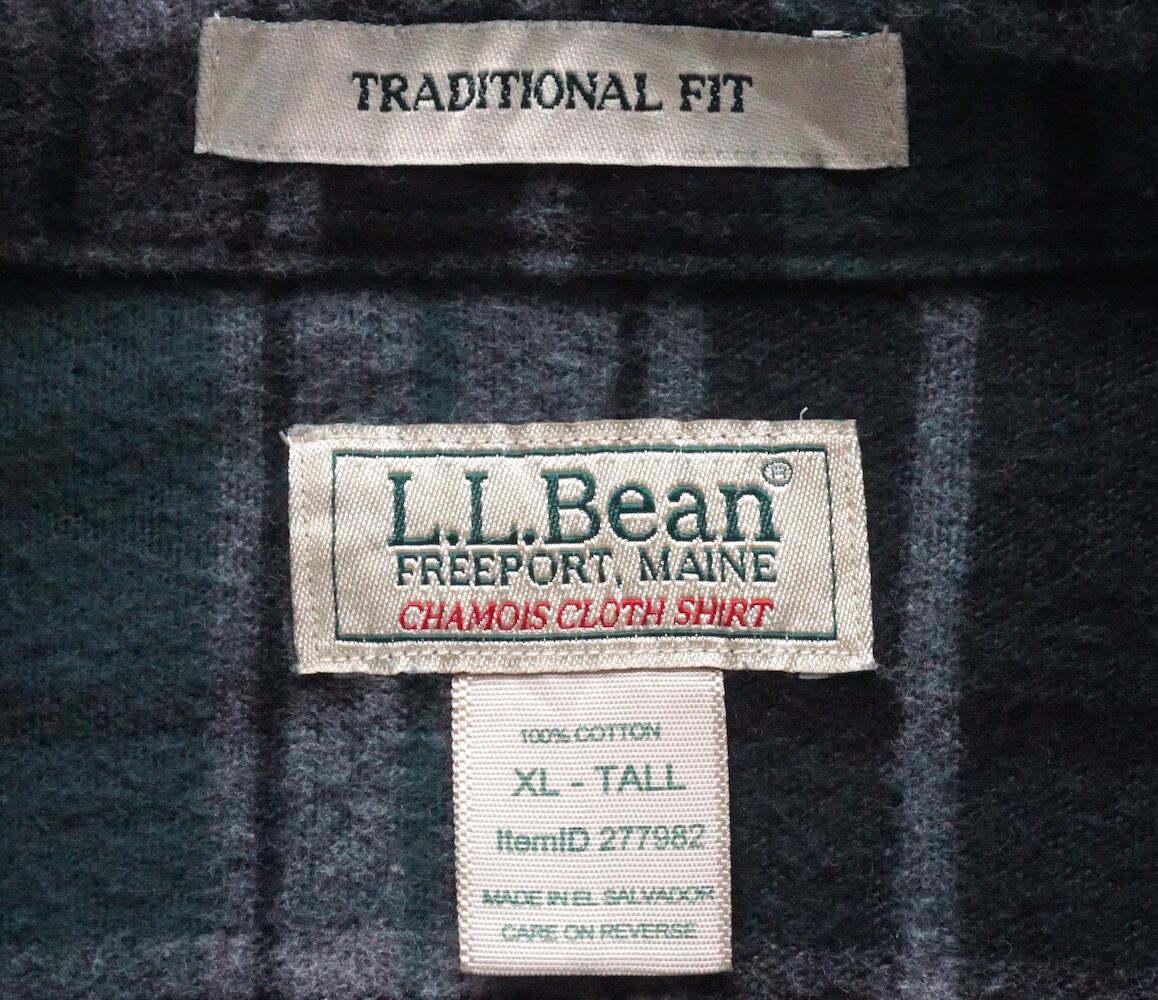 TRADITIONAL FIT
L.L.Bean®
FREEPORT, MAINE
CHAMOIS CLOTH SHIRT
100% COTTON
XL - TALL
ItemID 277982
MADE IN EL SALVADOR
CARE ON REVERSE